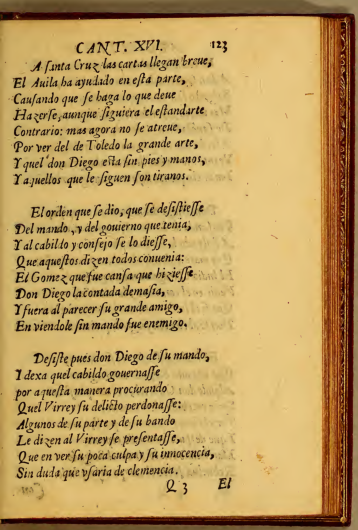 CANT. XVI. 123
A ſanta Cruz las cartas llegan breue,
El Auila ha ayudado en eſta parte,
Cauſando que ſe haga lo que deue
Hazerſe, aunque ſiguiera el eſtandarte
Contrario: mas agora no ſe atreue,
Por ver del de Toledo la grande arte,
Y quel don Diego eſta ſin pies y manos,
Y aquellos que le ſiguen ſon tiranos.
El orden que ſe dio, que ſe deſiſtieſſe
Del mando, y del gouierno que tenia,
Y al cabildo y conſejo ſe lo dieſſe,
Que aqueſtos dizen todos conuenia:
El Gomez que fue cauſa que hizieſſe
Don Diego la contada demaſia,
Y fuera al parecer ſu grande amigo,
En viendole ſin mando fue enemigo.
Deſiſte pues don Diego de ſu mando,
I dexa quel cabildo gouernaſſe
por aqueſta manera procurando
Quel Virrey ſu delicto perdonaſſe:
Algunos de ſu parte y de ſu bando
Le dizen al Virrey ſe preſentaſſe,
Que en ver ſu poca culpa y ſu innocencia,
Sin duda que vſaria de clemencia.
Q 3 El